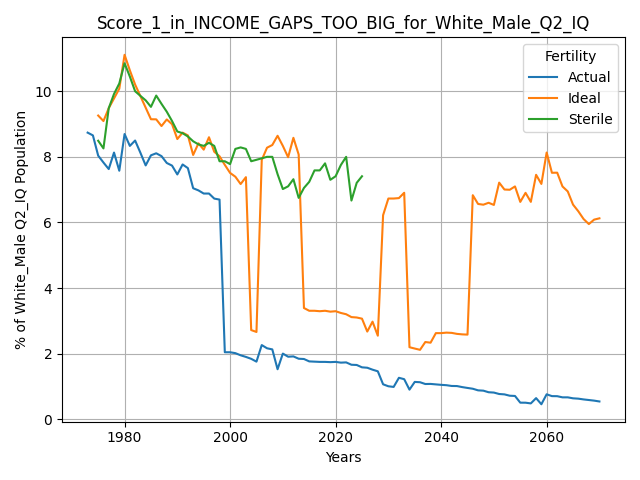 Score_1_in_INCOME_GAPS_TOO_BIG_for_White_Male_Q2_IQ
Fertility
Actual
Ideal
Sterile
% of White_Male Q2_IQ Population
10
8
6
4
2
0
1980
2000
2020
2040
2060
Years